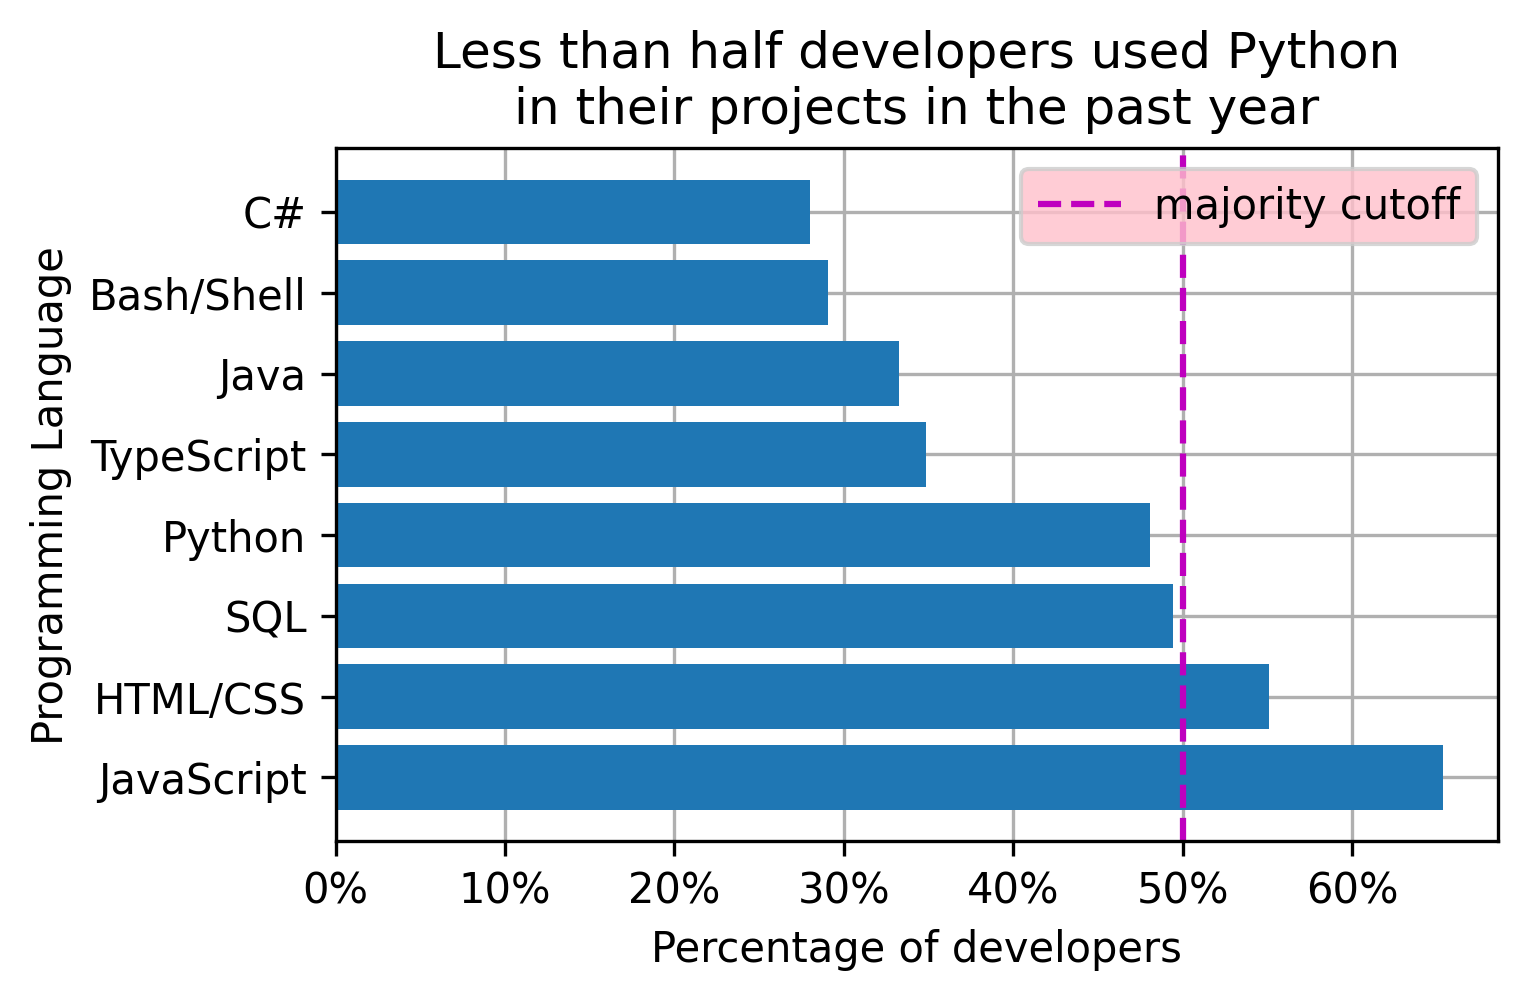 Less than half developers used Python
in their projects in the past year
majority cutoff
Programming Language
C#
Bash/Shell
Java
TypeScript
Python
SQL
HTML/CSS
JavaScript
0% 10% 20% 30% 40% 50% 60%
Percentage of developers